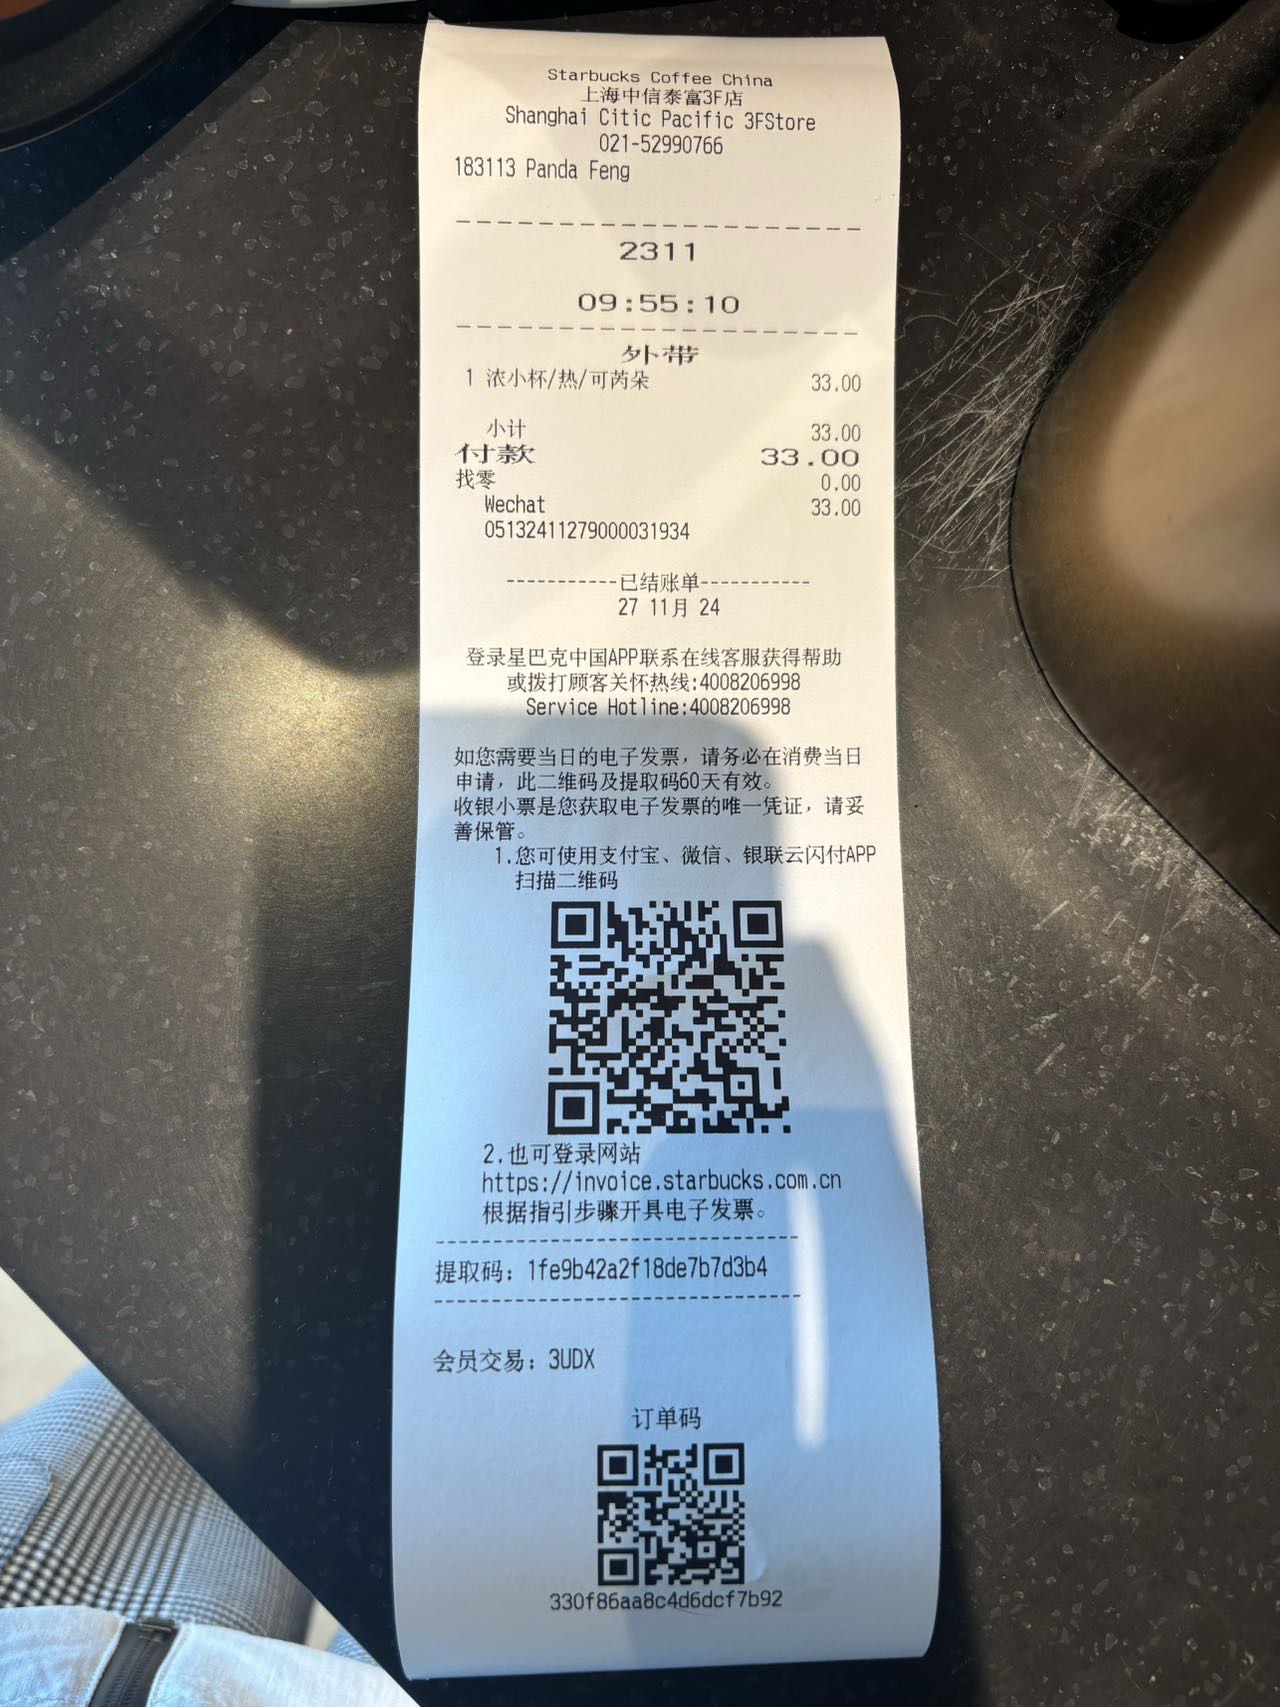 Starbucks Coffee China
上海中信泰富3F店
Shanghai Citic Pacific 3FStore
021-52990766
183113 Panda Feng
2311
09:55:10
外带
1 浓小杯/热/可芮朵 33.00
小计 33.00
付款 33.00
找零 0.00
Wechat 33.00
05132411279000031934
-----------已结账单-----------
27 11月 24
登录星巴克中国APP联系在线客服获得帮助
或拨打顾客关怀热线:4008206998
Service Hotline:4008206998
如您需要当日的电子发票，请务必在消费当日
申请，此二维码及提取码60天有效。
收银小票是您获取电子发票的唯一凭证，请妥
善保管。
1.您可使用支付宝、微信、银联云闪付APP
扫描二维码
2.也可登录网站
https://invoice.starbucks.com.cn
根据指引步骤开具电子发票。
提取码：1fe9b42a2f18de7b7d3b4
会员交易：3UDX
订单码
330f86aa8c4d6dcf7b92